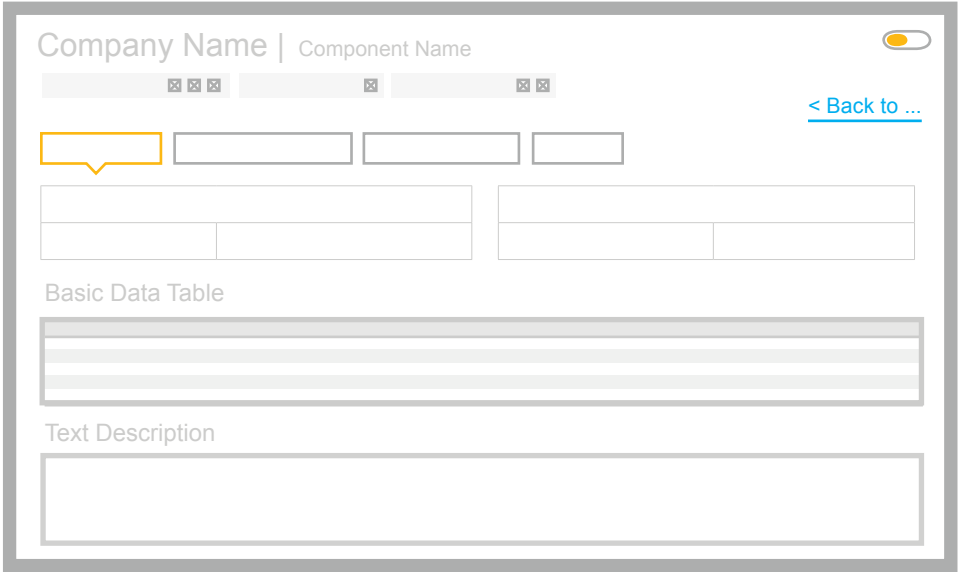 Company Name | Component Name
< Back to ...
Basic Data Table
Text Description